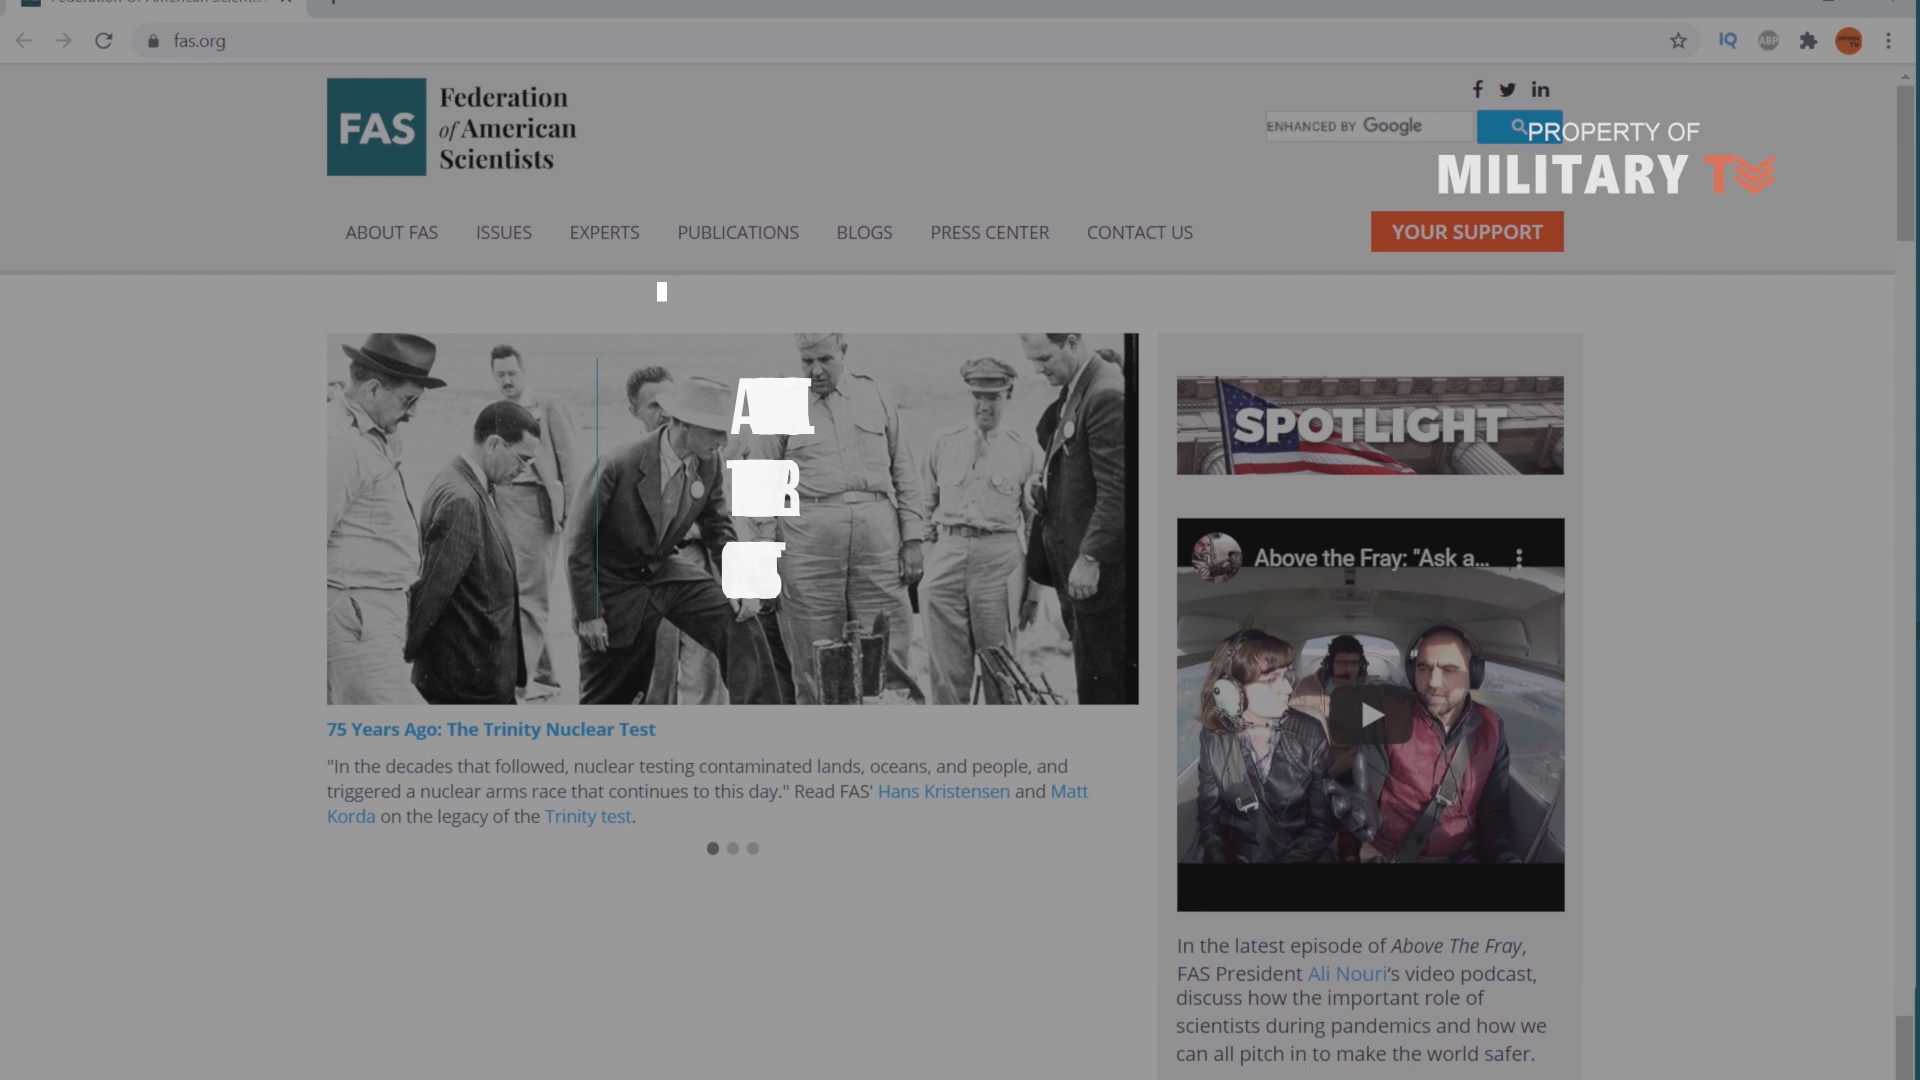 Federation Of American Scientis
fas.org
IQ
ABP
FAS
Federation
of American
Scientists
ENHANCED BY Google
PROPERTY OF
MILITARY TV
ABOUT FAS
ISSUES
EXPERTS
PUBLICATIONS
BLOGS
PRESS CENTER
CONTACT US
YOUR SUPPORT
SPOTLIGHT
Above the Fray: "Ask a...
75 Years Ago: The Trinity Nuclear Test
"In the decades that followed, nuclear testing contaminated lands, oceans, and people, and
triggered a nuclear arms race that continues to this day." Read FAS' Hans Kristensen and Matt
Korda on the legacy of the Trinity test.
In the latest episode of Above The Fray,
FAS President Ali Nouri's video podcast,
discuss how the important role of
scientists during pandemics and how we
can all pitch in to make the world safer.